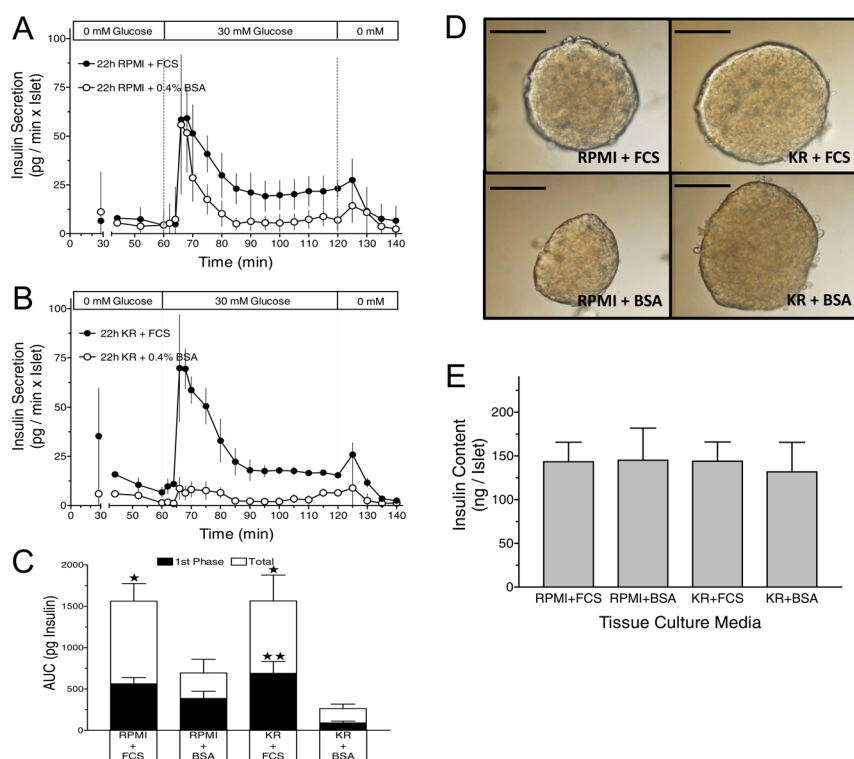 A
0 mM Glucose
30 mM Glucose
0 mM
100
75
50
25
0
Insulin Secretion
(pg / min x Islet)
22h RPMI + FCS
22h RPMI + 0.4% BSA
0 30 50 60 70 80 90 100 110 120 130 140
Time (min)
B
0 mM Glucose
30 mM Glucose
0 mM
100
75
50
25
0
Insulin Secretion
(pg / min x Islet)
22h KR + FCS
22h KR + 0.4% BSA
0 30 50 60 70 80 90 100 110 120 130 140
Time (min)
C
1st Phase
Total
2000
1500
1000
500
0
AUC (pg Insulin)
RPMI
+
FCS
RPMI
+
BSA
KR
+
FCS
KR
+
BSA
D
RPMI + FCS
KR + FCS
RPMI + BSA
KR + BSA
E
200
150
100
50
0
Insulin Content
(ng / Islet)
RPMI+FCS RPMI+BSA KR+FCS KR+BSA
Tissue Culture Media